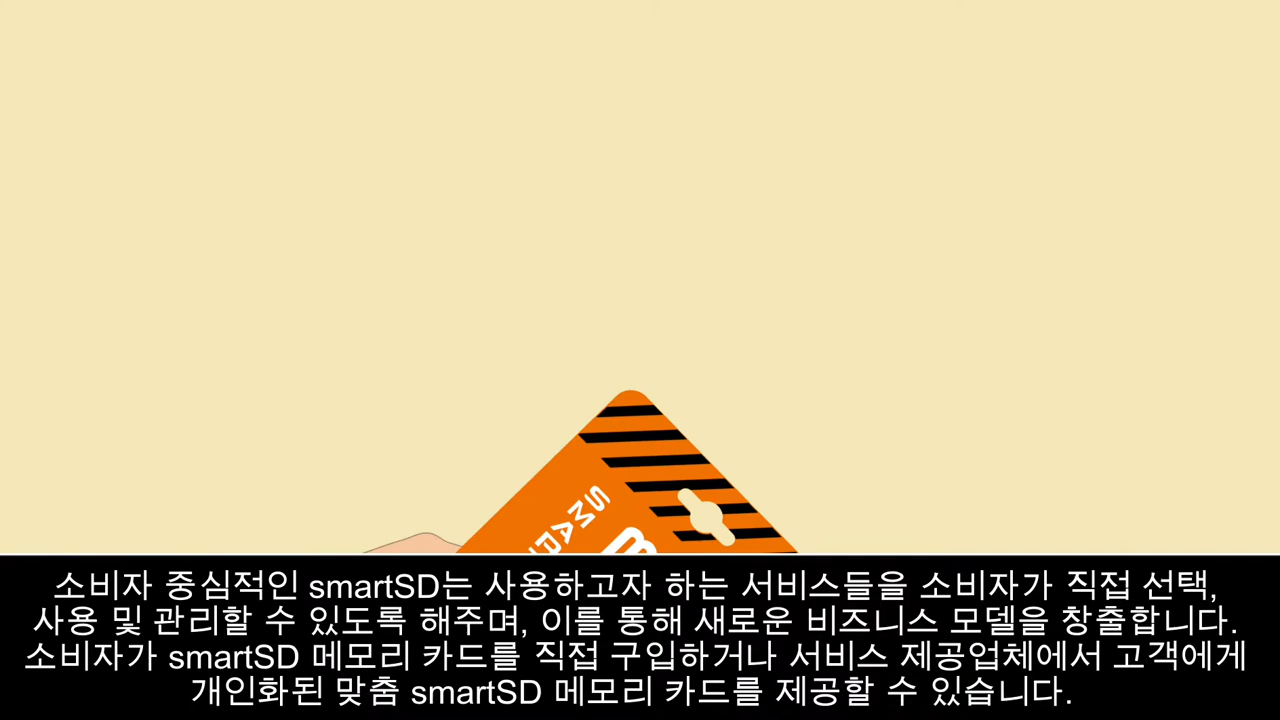 SMAR
소비자 중심적인 smartSD는 사용하고자 하는 서비스들을 소비자가 직접 선택,
사용 및 관리할 수 있도록 해주며, 이를 통해 새로운 비즈니스 모델을 창출합니다.
소비자가 smartSD 메모리 카드를 직접 구입하거나 서비스 제공업체에서 고객에게
개인화된 맞춤 smartSD 메모리 카드를 제공할 수 있습니다.